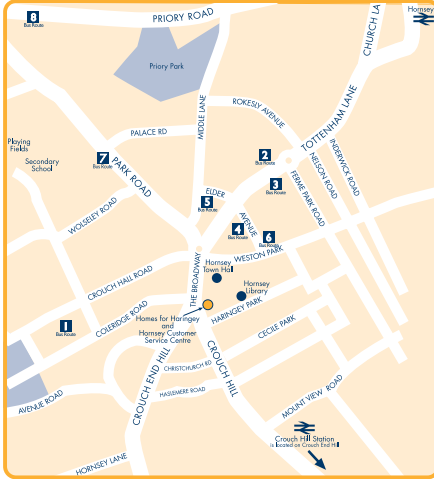 8
Bus Route
PRIORY ROAD
Hornsey
CHURCH LA
Priory Park
MIDDLE LANE
ROKESLY AVENUE
TOTTENHAM LANE
PALACE RD
Playing
Fields
Secondary
School
7
Bus Route
PARK ROAD
2
Bus Route
3
Bus Route
INDERWICK ROAD
NELSON ROAD
FERME PARK ROAD
WOLSELEY ROAD
5
Bus Route
ELDER
AVENUE
4
Bus Route
6
Bus Route
WESTON PARK
CROUCH HALL ROAD
THE BROADWAY
Hornsey
Town Hall
Hornsey
Library
HARINGEY PARK
COLERIDGE ROAD
Homes for Haringey
and
Hornsey Customer
Service Centre
1
Bus Route
CECILE PARK
CHRISTCHURCH RD
CROUCH END HILL
CROUCH HILL
HASLEMERE ROAD
AVENUE ROAD
MOUNT VIEW ROAD
HORNSEY LANE
Crouch Hill Station
is located on Crouch End Hill